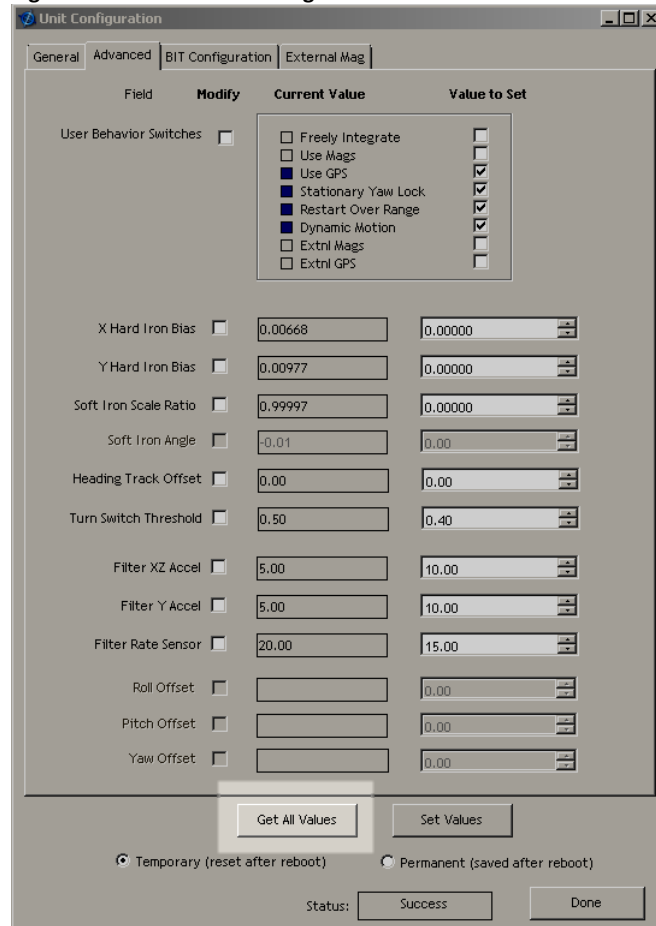 Unit Configuration
General Advanced BIT Configuration External Mag
Field Modify Current Value Value to Set
User Behavior Switches
Freely Integrate
Use Mags
Use GPS
Stationary Yaw Lock
Restart Over Range
Dynamic Motion
Extnl Mags
Extnl GPS
X Hard Iron Bias 0.00668 0.00000
Y Hard Iron Bias 0.00977 0.00000
Soft Iron Scale Ratio 0.99997 0.00000
Soft Iron Angle -0.01 0.00
Heading Track Offset 0.00 0.00
Turn Switch Threshold 0.50 0.40
Filter XZ Accel 5.00 10.00
Filter Y Accel 5.00 10.00
Filter Rate Sensor 20.00 15.00
Roll Offset 0.00
Pitch Offset 0.00
Yaw Offset 0.00
Get All Values Set Values
Temporary (reset after reboot) Permanent (saved after reboot)
Status: Success Done